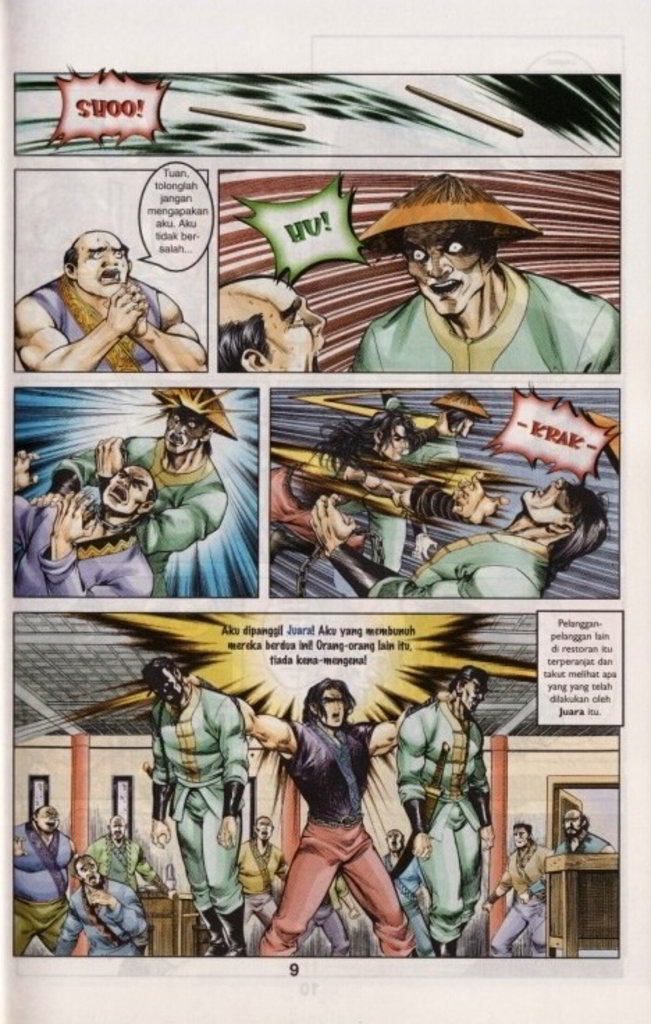 SHOO!
Tuan,
tolonglah
jangan
mengapakan
aku. Aku
tidak ber-
salah...
HU!
- KRAK -
Aku dipanggil Juara! Aku yang membunuh
mereka berdua ini! Orang-orang lain itu,
tiada kena-mengena!
Pelanggan-
pelanggan lain
di restoran itu
terperanjat dan
takut melihat apa
yang yang telah
dilakukan oleh
Juara itu.
9
10